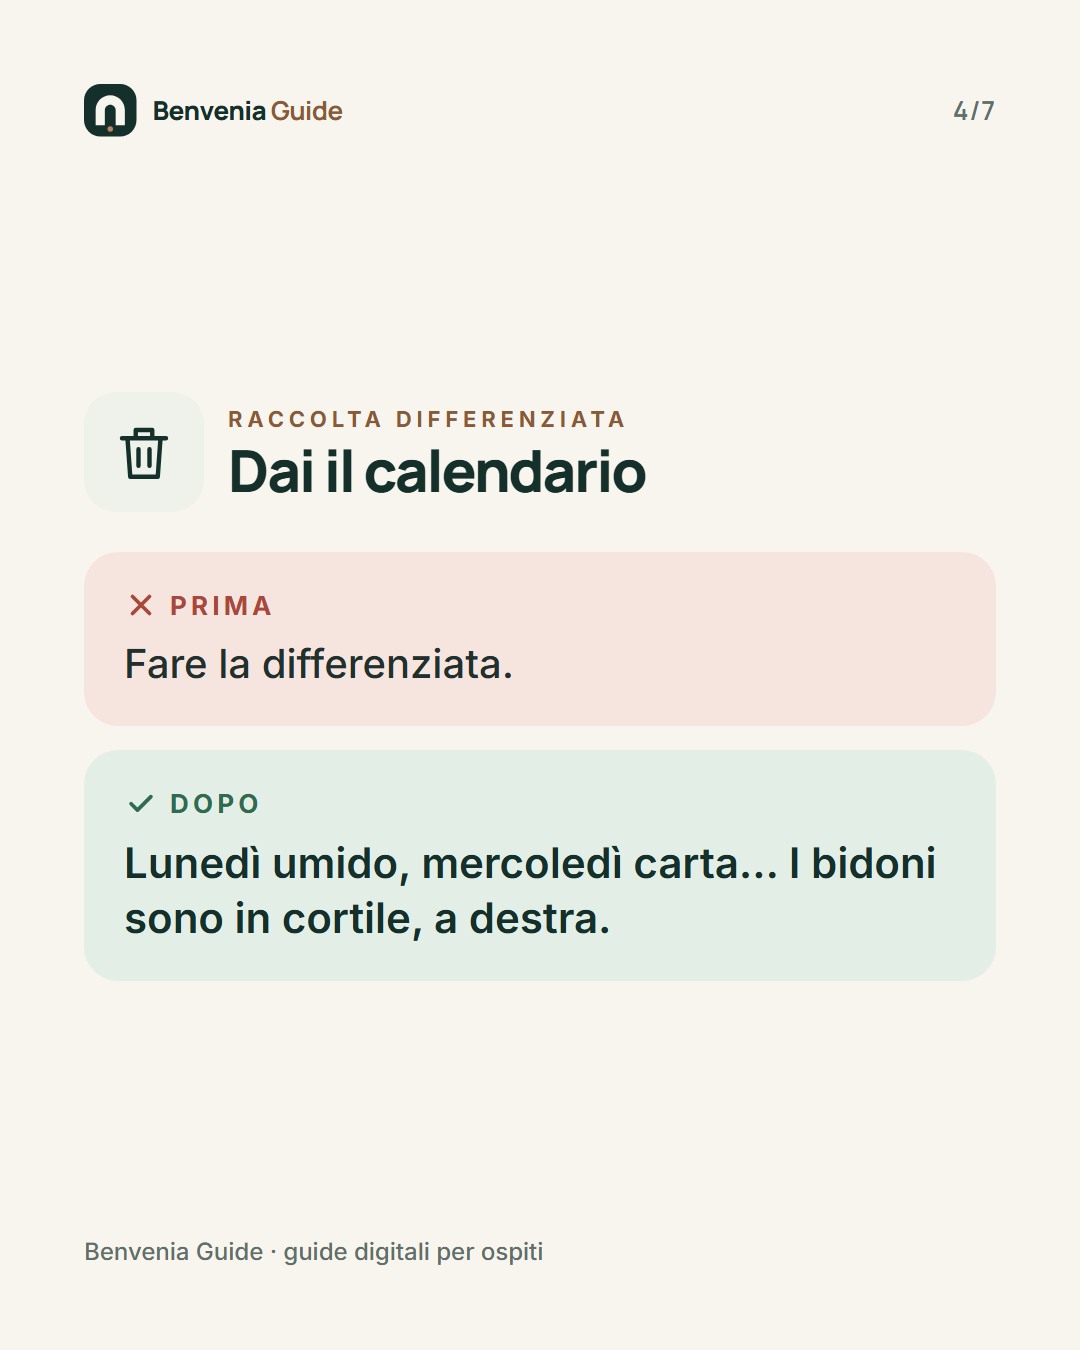 Benvenia Guide
4/7
RACCOLTA DIFFERENZIATA
Dai il calendario
PRIMA
Fare la differenziata.
DOPO
Lunedì umido, mercoledì carta… I bidoni
sono in cortile, a destra.
Benvenia Guide · guide digitali per ospiti